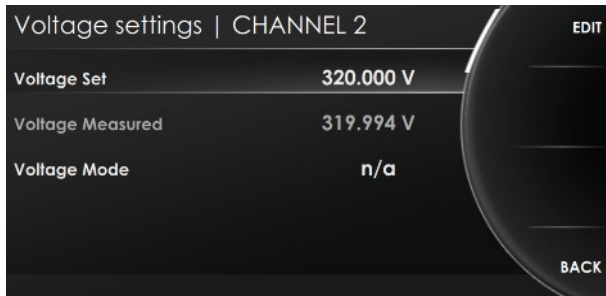 Voltage settings | CHANNEL 2
EDIT
Voltage Set 320.000 V
Voltage Measured 319.994 V
Voltage Mode n/a
BACK